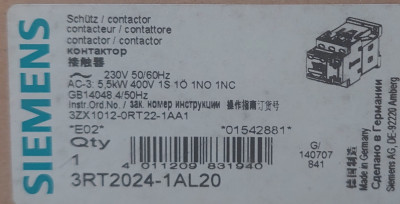 SIEMENS
Schütz / contactor
contacteur / contattore
contactor / contactor
контактор
接触器
230V 50/60Hz
AC-3: 5,5kW 400V 1S 1Ö 1NO 1NC
GB14048.4/50Hz
Instr.Ord.No./ зак. номер инструкции 操作指南订货号
3ZX1012-0RT22-1AA1
"E02" "01542881"
Qty
1
4 011209 831940
3RT2024-1AL20
G/
140707
841
德国制造
Made in Germany
Сделано в Германии
Siemens AG, DE-92220 Amberg